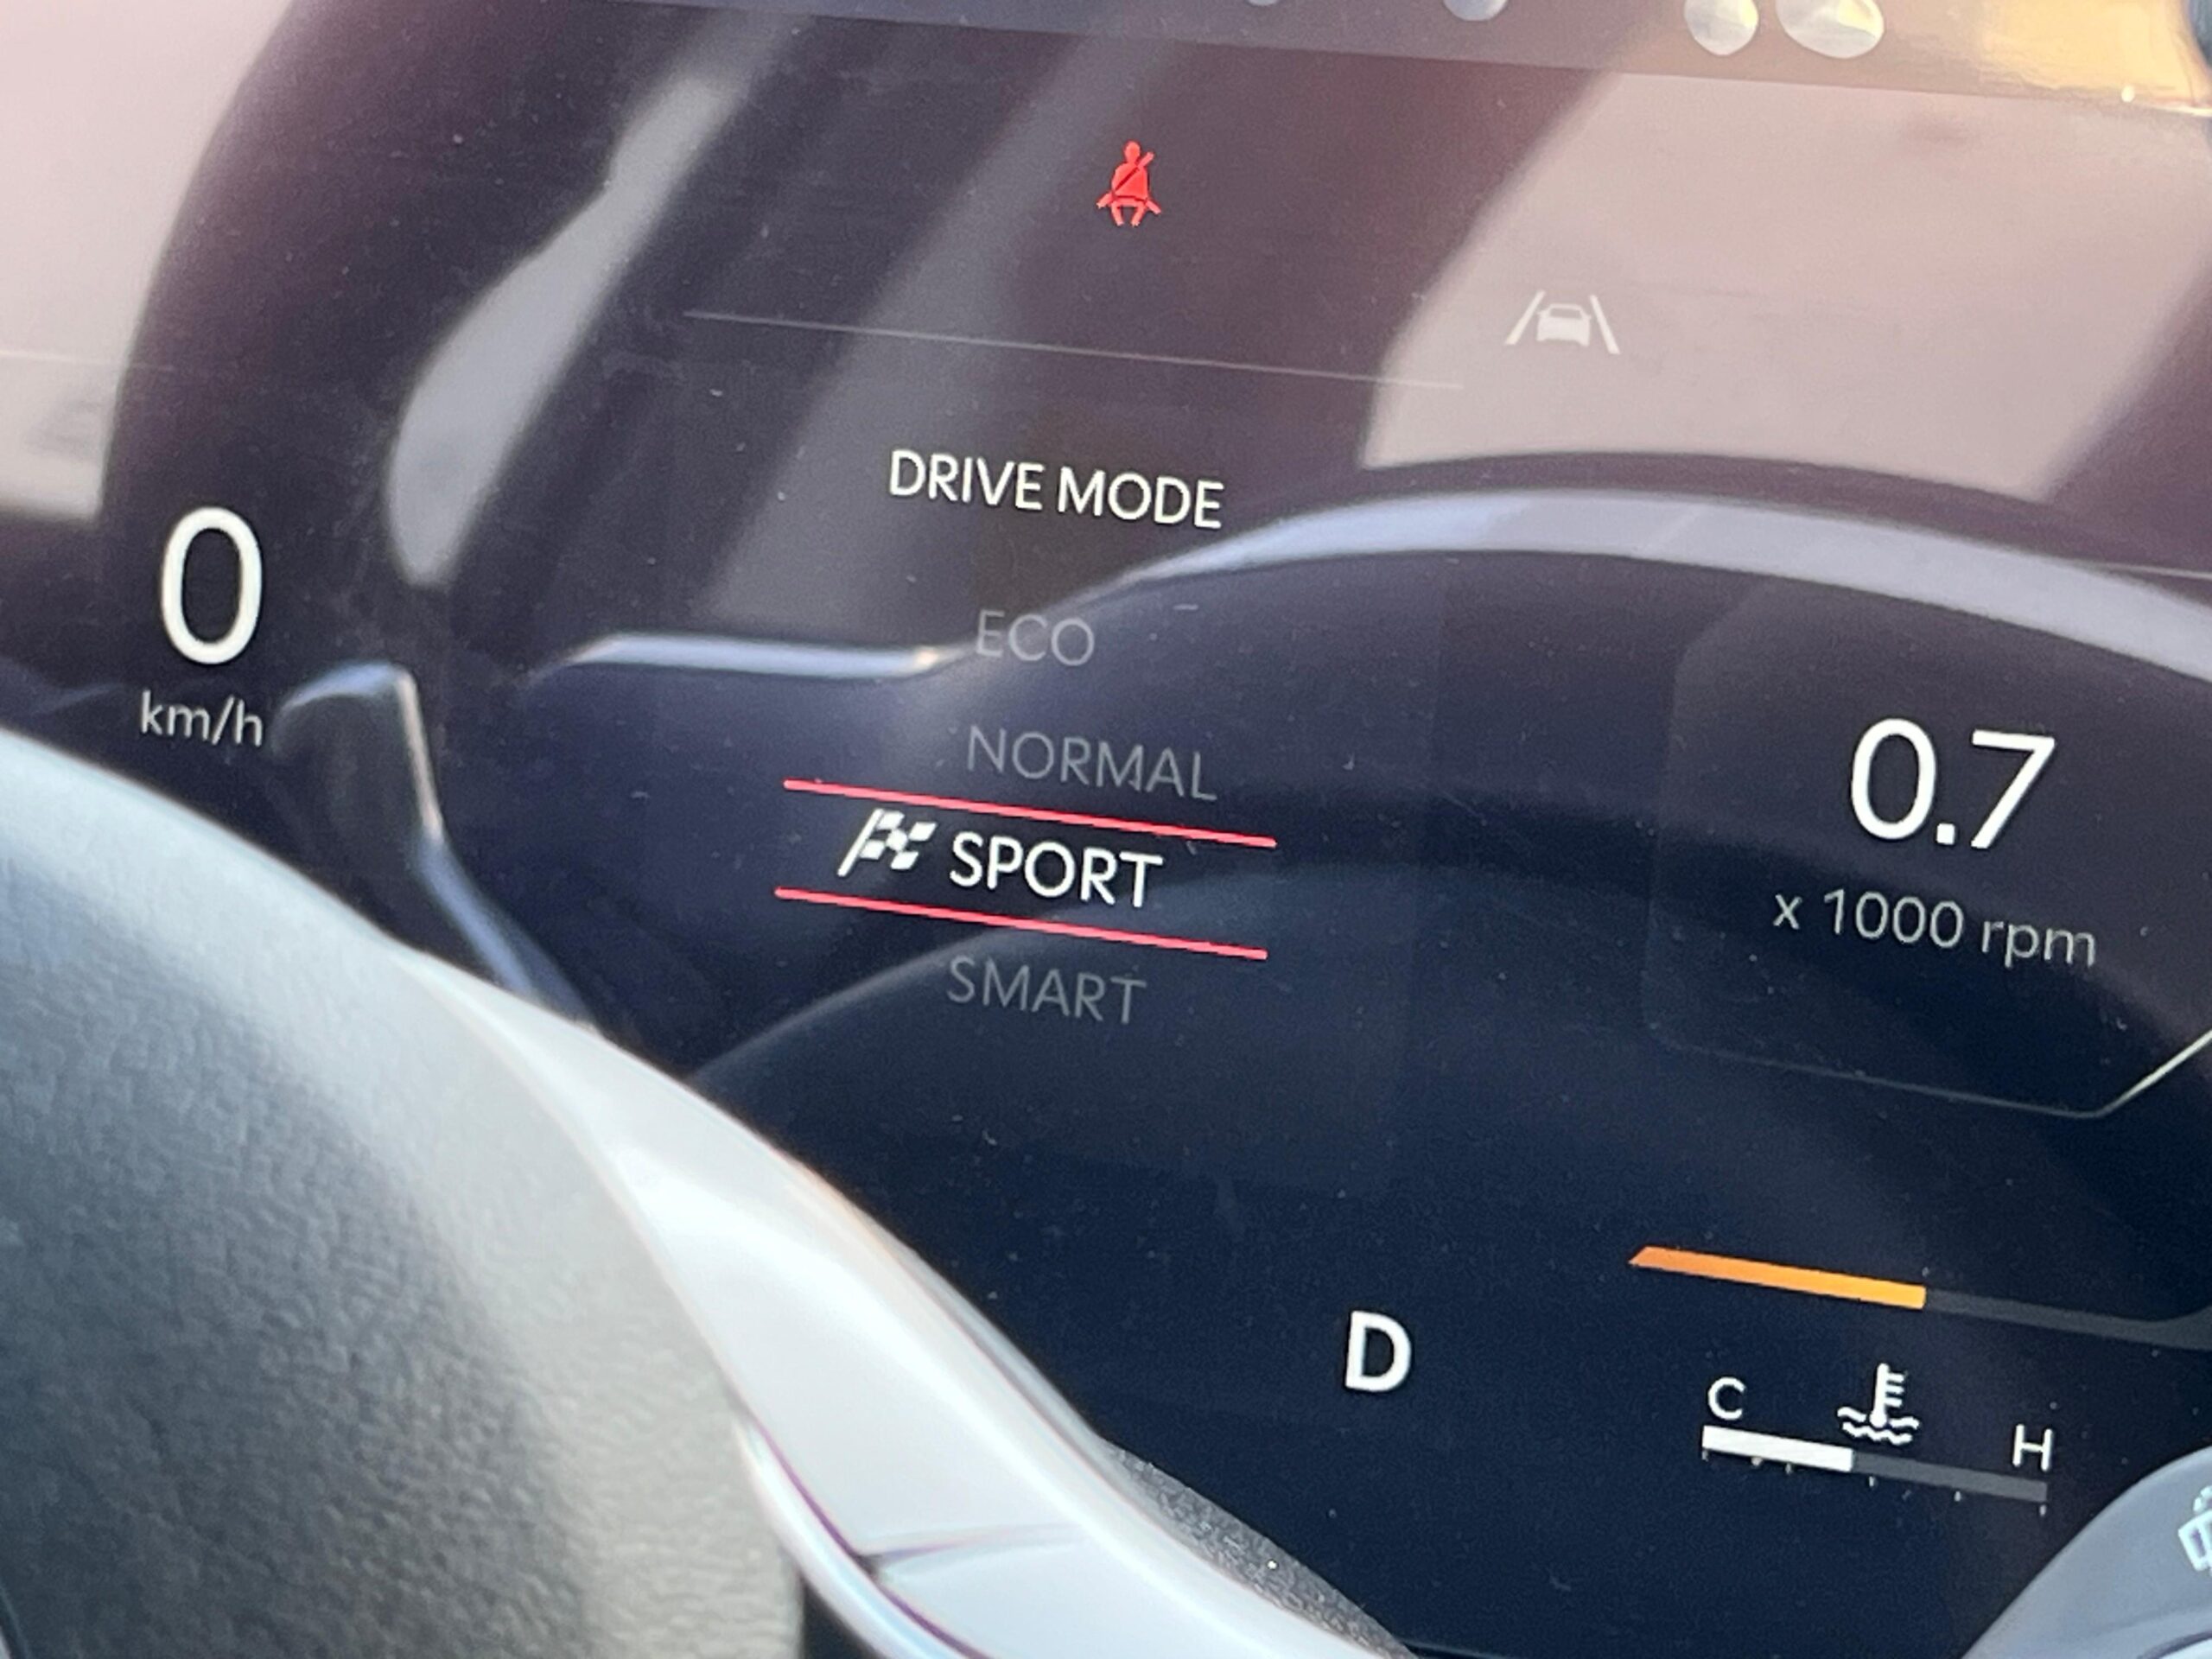 DRIVE MODE
0
km/h
ECO
NORMAL
SPORT
SMART
0.7
x 1000 rpm
D
C
H